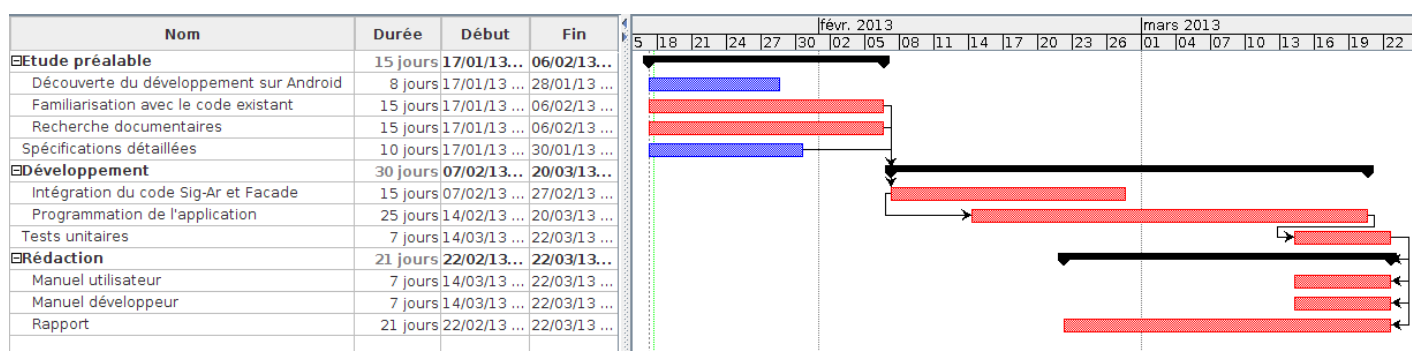 Nom Durée Début Fin
févr. 2013 mars 2013
5 18 21 24 27 30 02 05 08 11 14 17 20 23 26 01 04 07 10 13 16 19 22
Etude préalable 15 jours 17/01/13... 06/02/13...
Découverte du développement sur Android 8 jours 17/01/13 ... 28/01/13 ...
Familiarisation avec le code existant 15 jours 17/01/13 ... 06/02/13 ...
Recherche documentaires 15 jours 17/01/13 ... 06/02/13 ...
Spécifications détaillées 10 jours 17/01/13 ... 30/01/13 ...
Développement 30 jours 07/02/13... 20/03/13...
Intégration du code Sig-Ar et Facade 15 jours 07/02/13 ... 27/02/13 ...
Programmation de l'application 25 jours 14/02/13 ... 20/03/13 ...
Tests unitaires 7 jours 14/03/13 ... 22/03/13 ...
Rédaction 21 jours 22/02/13... 22/03/13...
Manuel utilisateur 7 jours 14/03/13 ... 22/03/13 ...
Manuel développeur 7 jours 14/03/13 ... 22/03/13 ...
Rapport 21 jours 22/02/13 ... 22/03/13 ...